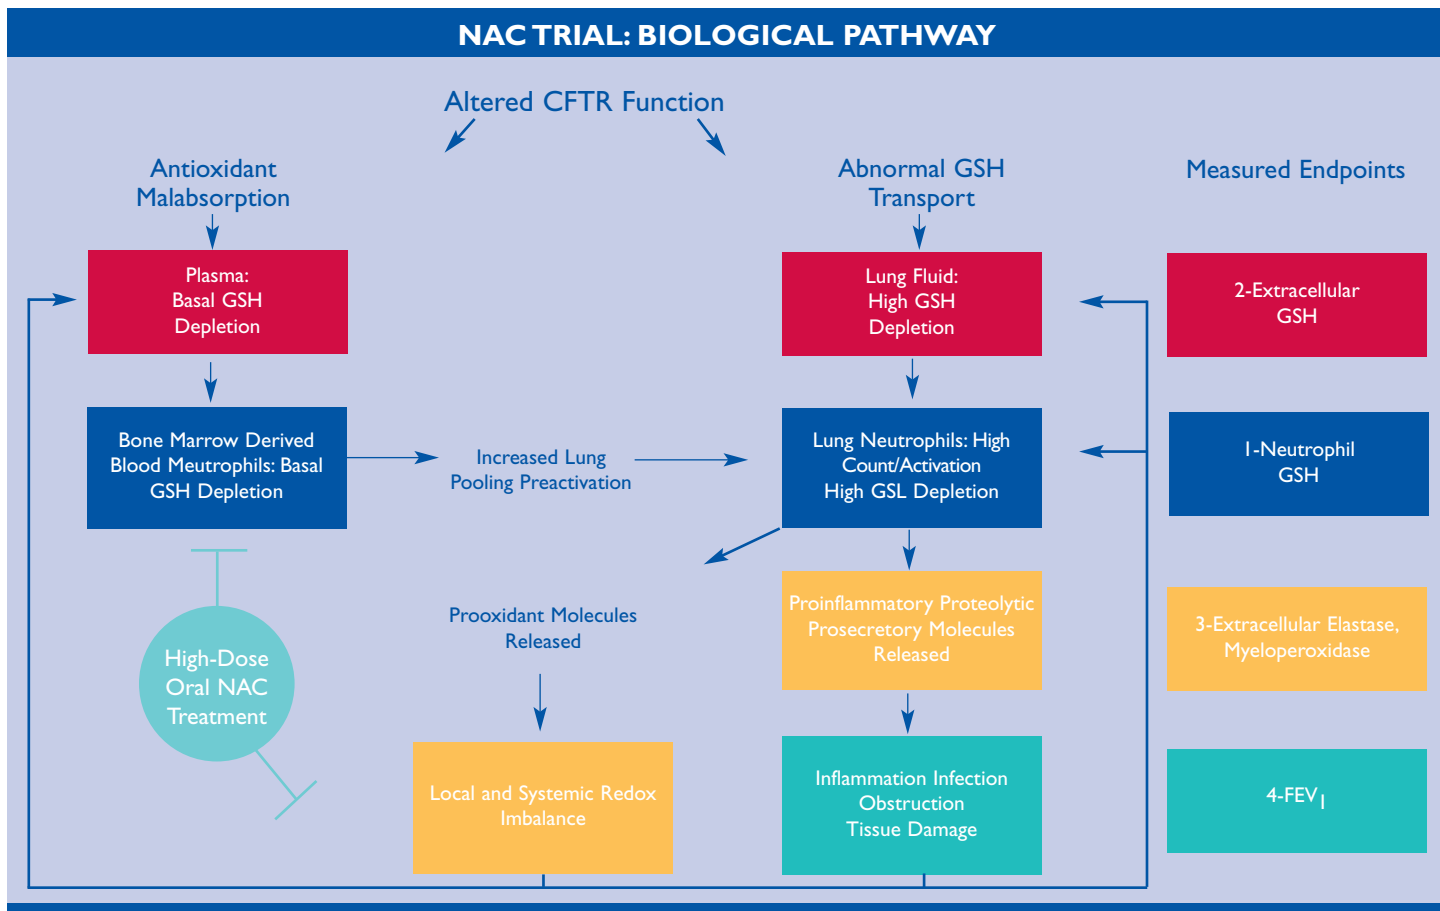 NAC TRIAL: BIOLOGICAL PATHWAY
Altered CFTR Function
Antioxidant
Malabsorption
Abnormal GSH
Transport
Measured Endpoints
Plasma:
Basal GSH
Depletion
Lung Fluid:
High GSH
Depletion
2-Extracellular
GSH
Bone Marrow Derived
Blood Meutrophils: Basal
GSH Depletion
Increased Lung
Pooling Preactivation
Lung Neutrophils: High
Count/Activation
High GSL Depletion
1-Neutrophil
GSH
High-Dose
Oral NAC
Treatment
Prooxidant Molecules
Released
Proinflammatory Proteolytic
Prosecretory Molecules
Released
3-Extracellular Elastase,
Myeloperoxidase
Local and Systemic Redox
Imbalance
Inflammation Infection
Obstruction
Tissue Damage
4-FEV1